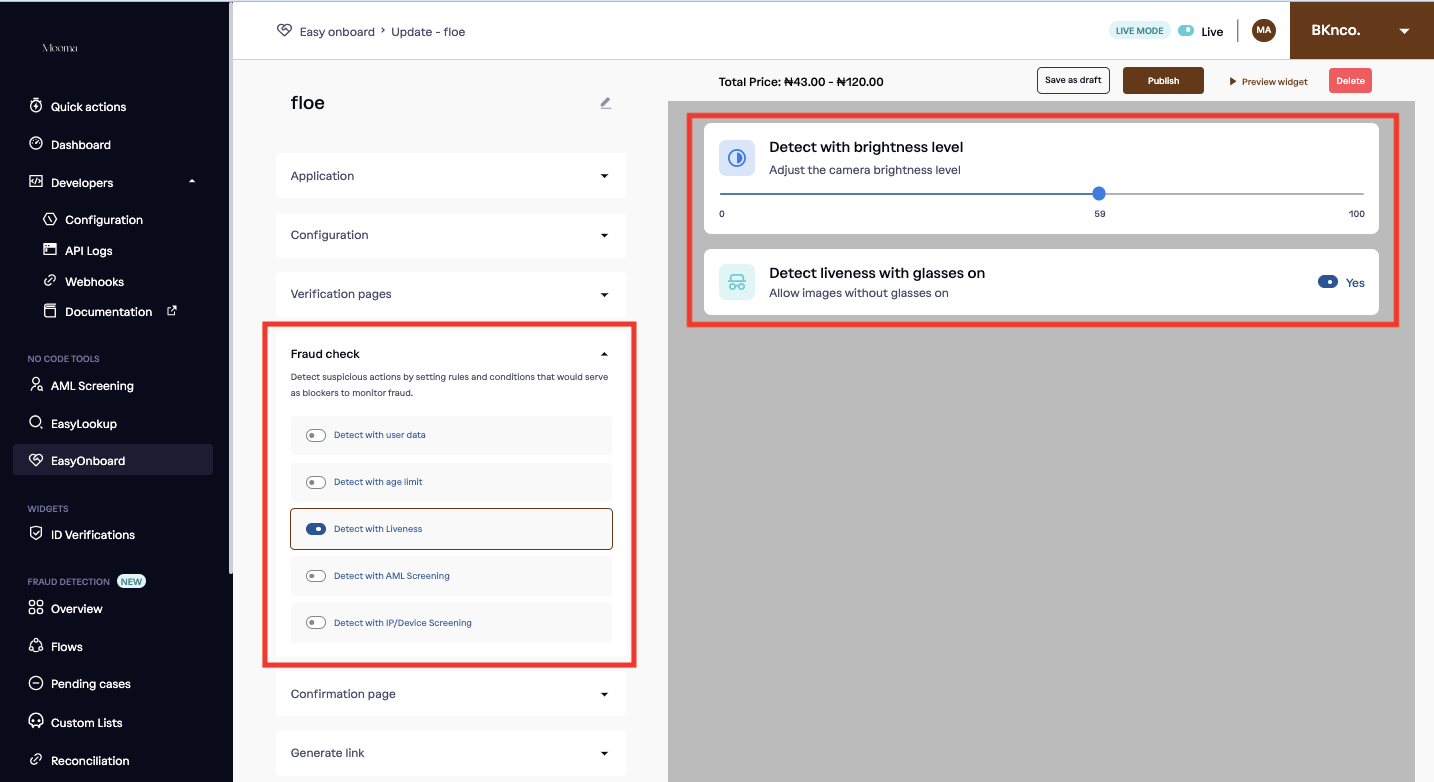 Mooma
Quick actions
Dashboard
Developers
Configuration
API Logs
Webhooks
Documentation
NO CODE TOOLS
AML Screening
EasyLookup
EasyOnboard
WIDGETS
ID Verifications
FRAUD DETECTION NEW
Overview
Flows
Pending cases
Custom Lists
Reconciliation
Easy onboard › Update - floe
LIVE MODE Live
MA
BKnco.
floe
Application
Configuration
Verification pages
Fraud check
Detect suspicious actions by setting rules and conditions that would serve
as blockers to monitor fraud.
Detect with user data
Detect with age limit
Detect with Liveness
Detect with AML Screening
Detect with IP/Device Screening
Confirmation page
Generate link
Total Price: ₦43.00 - ₦120.00
Save as draft
Publish
Preview widget
Delete
Detect with brightness level
Adjust the camera brightness level
0 59 100
Detect liveness with glasses on
Allow images without glasses on
Yes